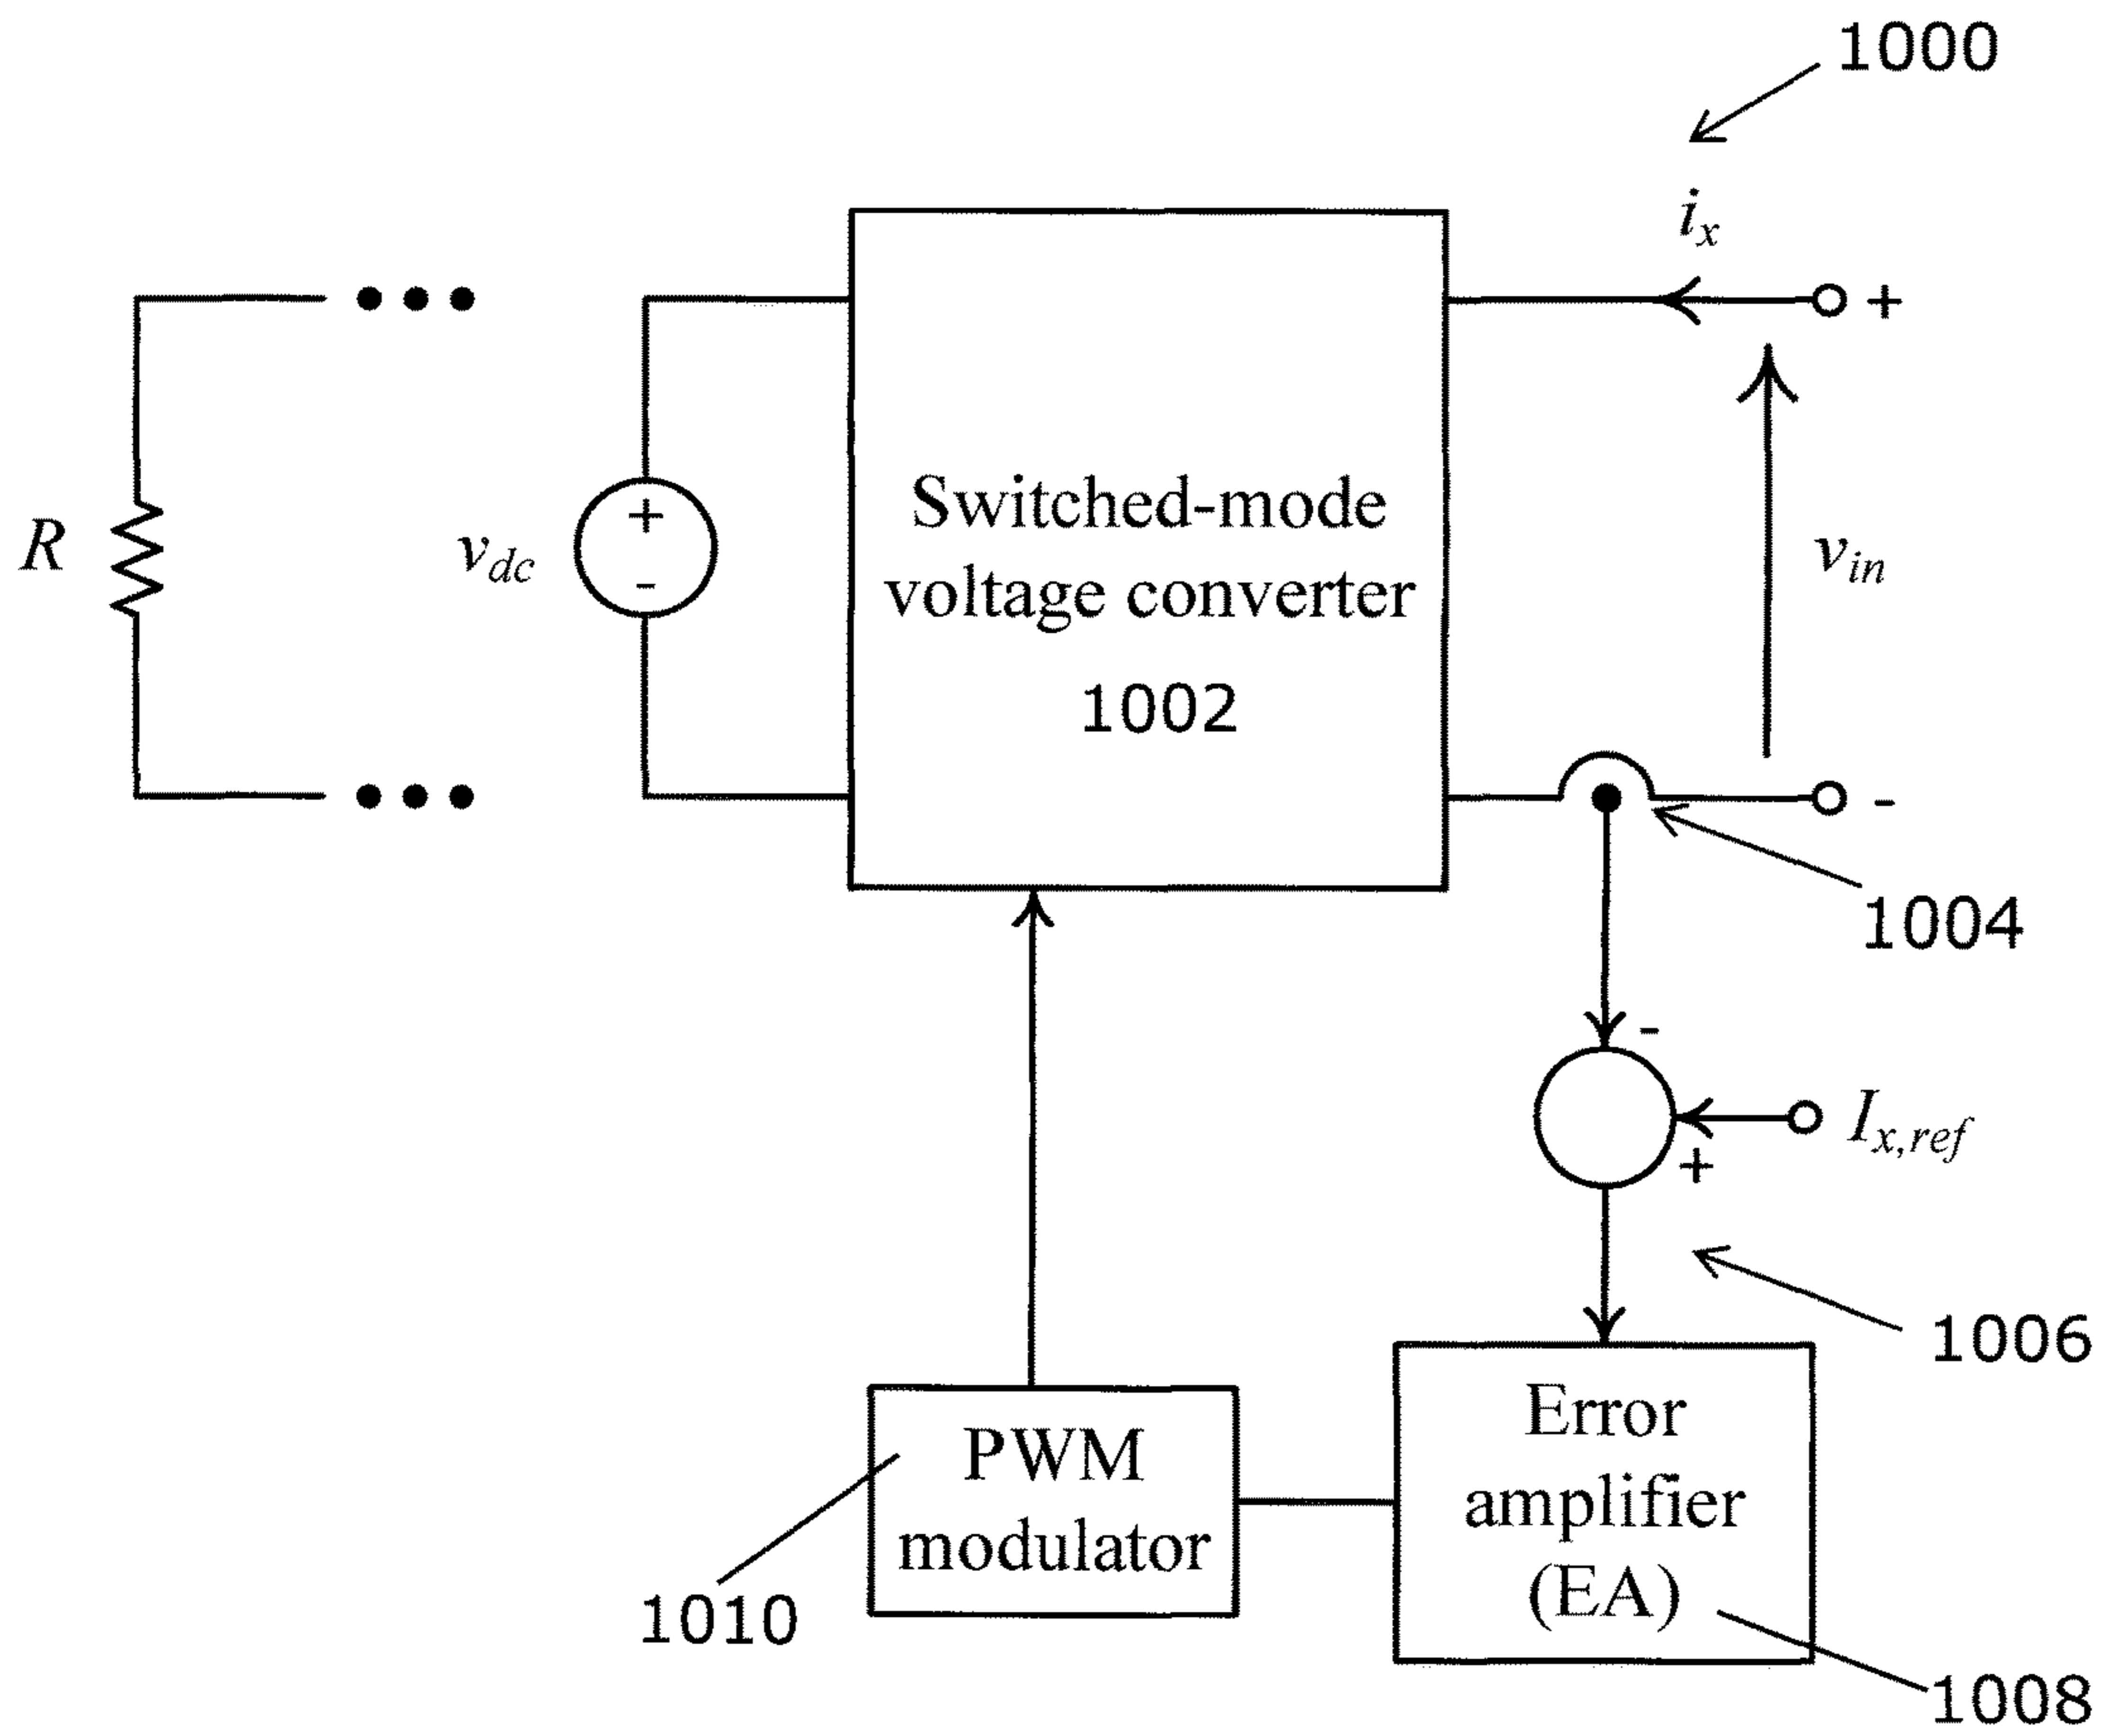 1000
ix
+
R
vdc
+
-
Switched-mode
voltage converter
1002
vin
-
1004
-
Ix,ref
+
1006
Error
amplifier
(EA)
PWM
modulator
1010
1008